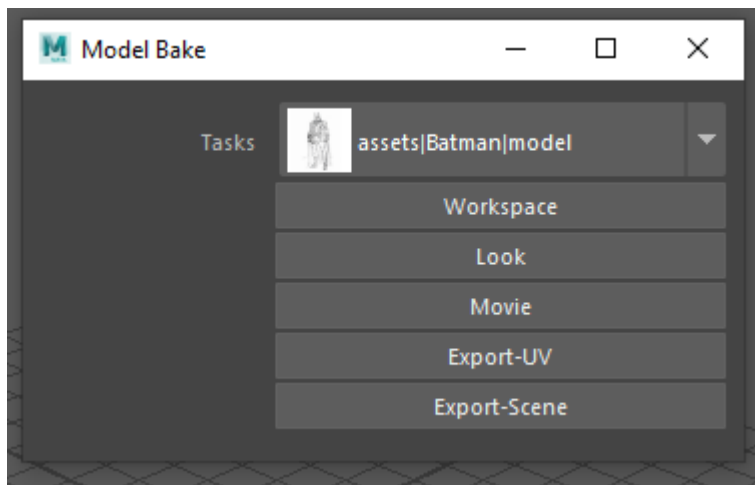 Model Bake
Tasks assets|Batman|model
Workspace
Look
Movie
Export-UV
Export-Scene